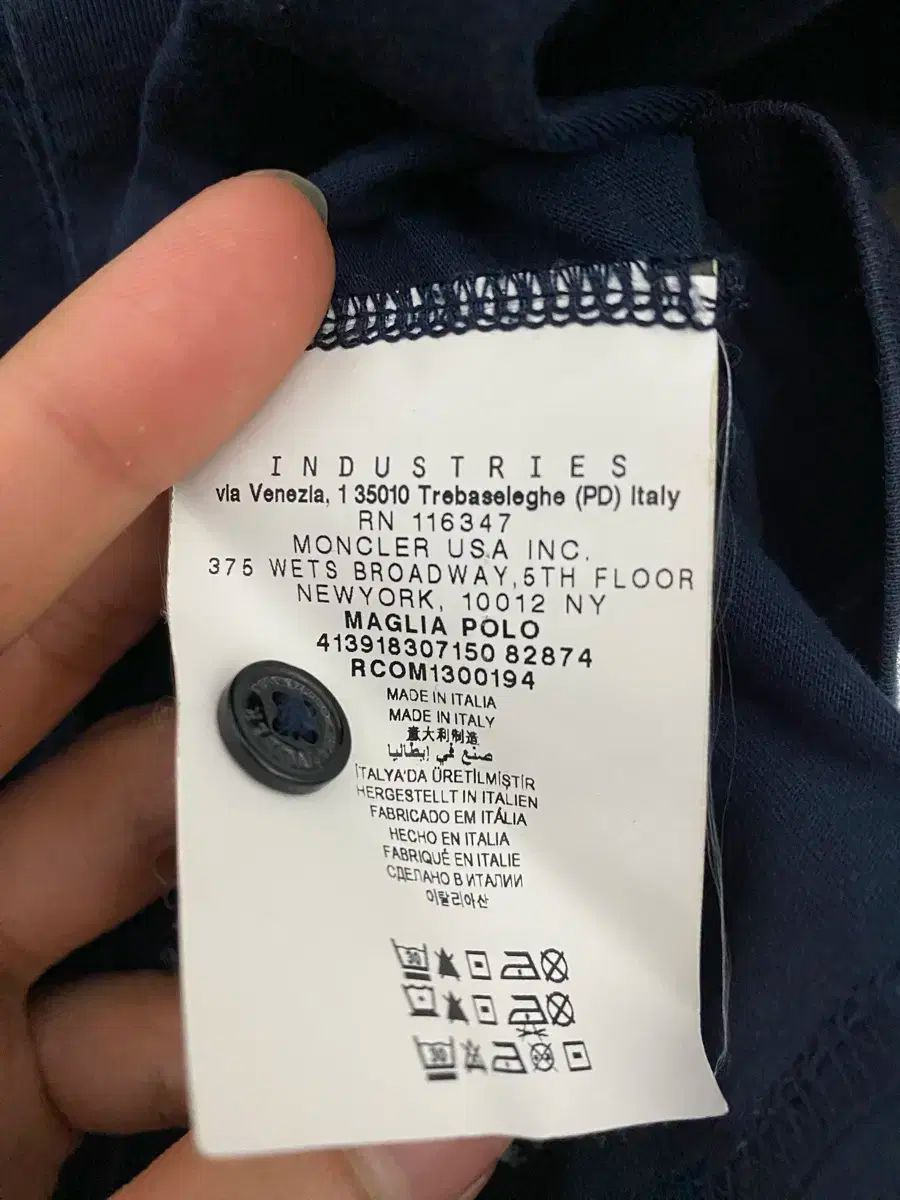 INDUSTRIES
via Venezia, 1 35010 Trebaseleghe (PD) Italy
RN 116347
MONCLER USA INC.
375 WETS BROADWAY,5TH FLOOR
NEWYORK, 10012 NY
MAGLIA POLO
413918307150 82874
RCOM1300194
MADE IN ITALIA
MADE IN ITALY
意大利制造
صنع في إيطاليا
İTALYA'DA ÜRETİLMİŞTİR
HERGESTELLT IN ITALIEN
FABRICADO EM ITÁLIA
HECHO EN ITALIA
FABRIQUÉ EN ITALIE
СДЕЛАНО В ИТАЛИИ
이탈리아산
30
30